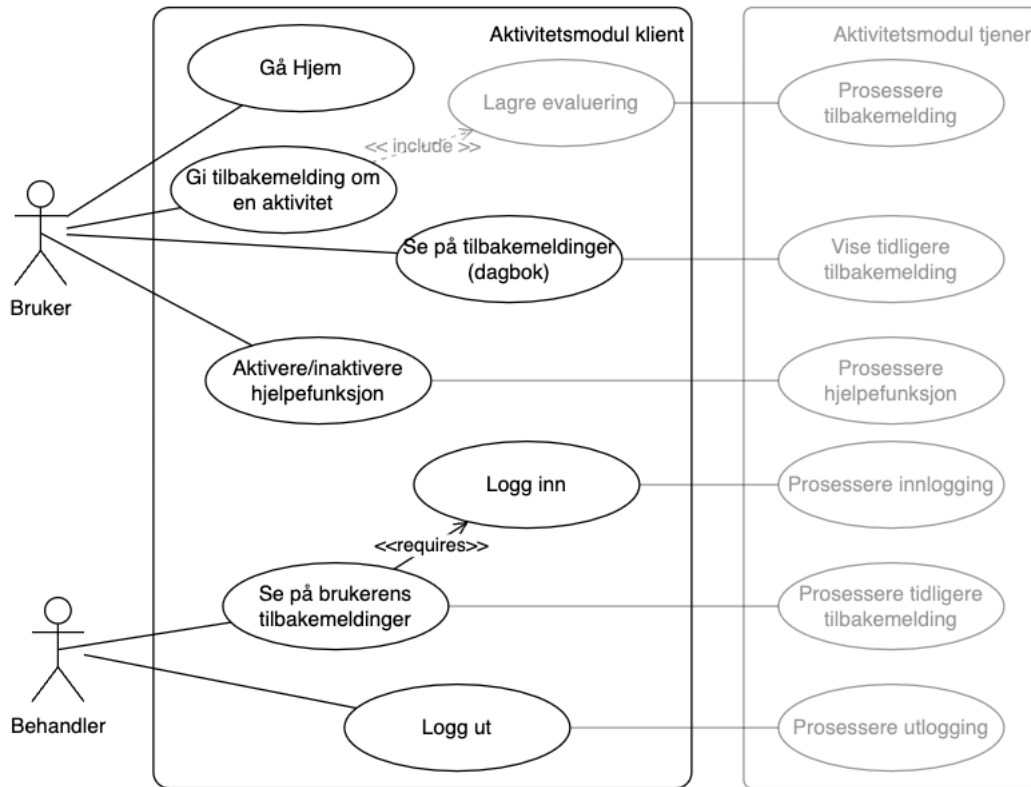 Aktivitetsmodul klient
Aktivitetsmodul tjener
Gå Hjem
Lagre evaluering
Prosessere
tilbakemelding
<< include >>
Gi tilbakemelding om
en aktivitet
Se på tilbakemeldinger
(dagbok)
Vise tidligere
tilbakemelding
Bruker
Aktivere/inaktivere
hjelpefunksjon
Prosessere
hjelpefunksjon
Logg inn
Prosessere innlogging
<<requires>>
Se på brukerens
tilbakemeldinger
Prosessere tidligere
tilbakemelding
Behandler
Logg ut
Prosessere utlogging